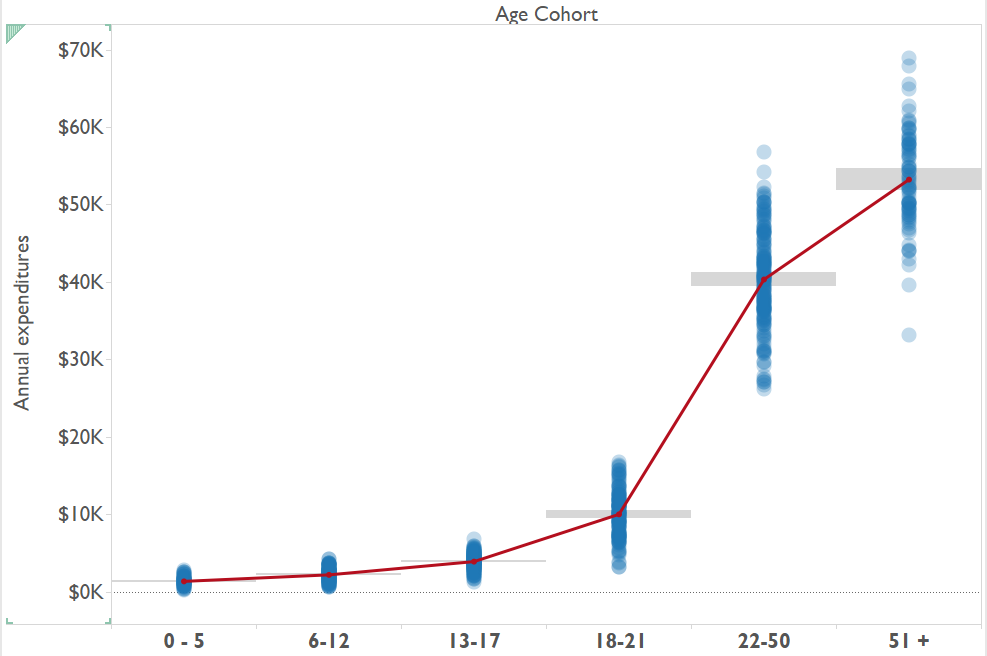 Age Cohort
$70K
$60K
$50K
$40K
$30K
$20K
$10K
$0K
Annual expenditures
0 - 5
6-12
13-17
18-21
22-50
51 +